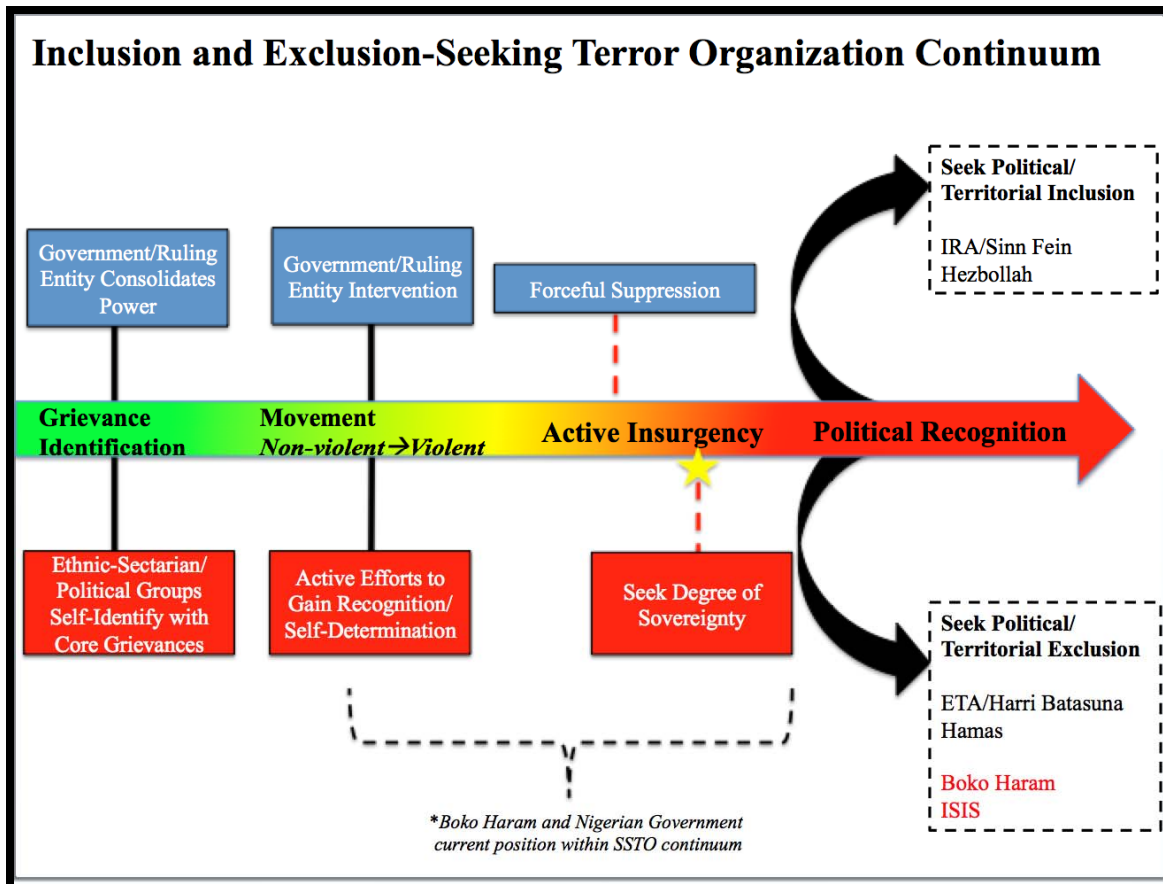 Inclusion and Exclusion-Seeking Terror Organization Continuum
Government/Ruling
Entity Consolidates
Power
Government/Ruling
Entity Intervention
Forceful Suppression
Seek Political/
Territorial Inclusion
IRA/Sinn Fein
Hezbollah
Grievance
Identification
Movement
Non-violent→Violent
Active Insurgency
Political Recognition
Ethnic-Sectarian/
Political Groups
Self-Identify with
Core Grievances
Active Efforts to
Gain Recognition/
Self-Determination
Seek Degree of
Sovereignty
Seek Political/
Territorial Exclusion
ETA/Harri Batasuna
Hamas
Boko Haram
ISIS
*Boko Haram and Nigerian Government
current position within SSTO continuum